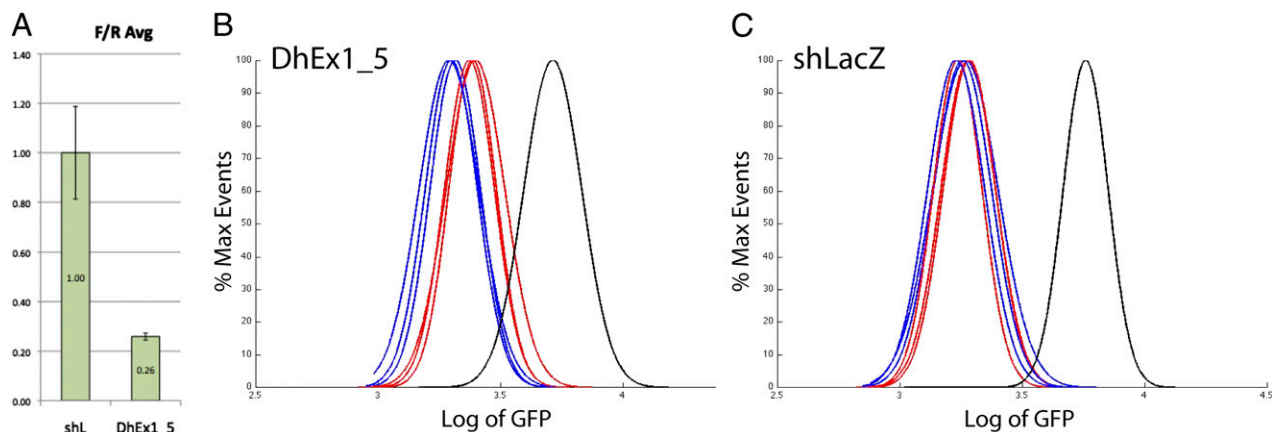 A
F/R Avg
1.40
1.20
1.00
0.80
0.60
0.40
0.20
0.00
1.00
0.26
shL DhEx1_5
B
DhEx1_5
% Max Events
100
90
80
70
60
50
40
30
20
10
0
2.5 3 3.5 4
Log of GFP
C
shLacZ
% Max Events
100
90
80
70
60
50
40
30
20
10
0
2.5 3 3.5 4 4.5
Log of GFP